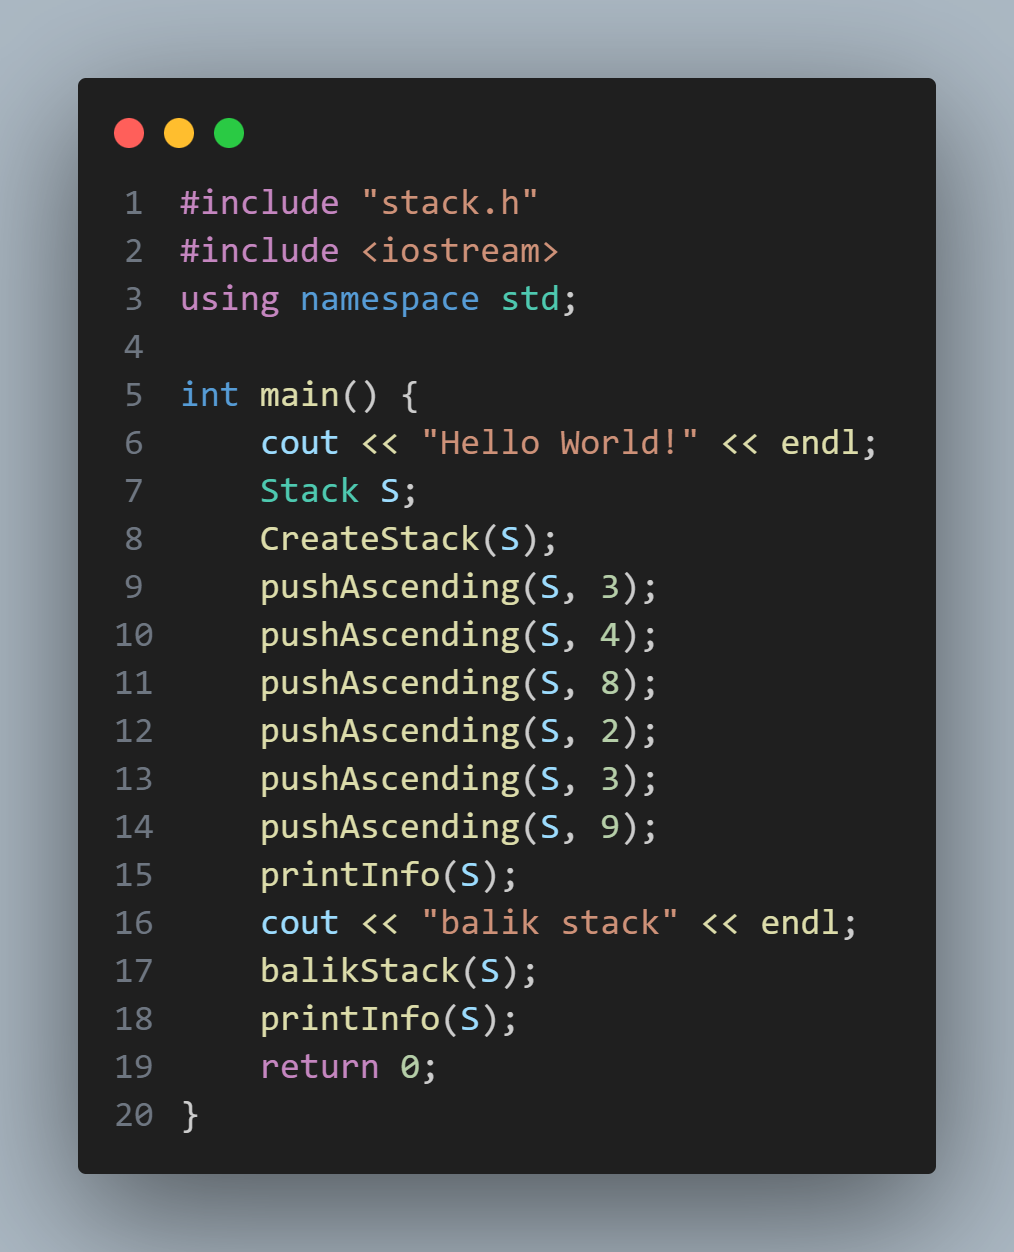 1 #include "stack.h"
2 #include <iostream>
3 using namespace std;
4
5 int main() {
6     cout << "Hello World!" << endl;
7     Stack S;
8     CreateStack(S);
9     pushAscending(S, 3);
10     pushAscending(S, 4);
11     pushAscending(S, 8);
12     pushAscending(S, 2);
13     pushAscending(S, 3);
14     pushAscending(S, 9);
15     printInfo(S);
16     cout << "balik stack" << endl;
17     balikStack(S);
18     printInfo(S);
19     return 0;
20 }